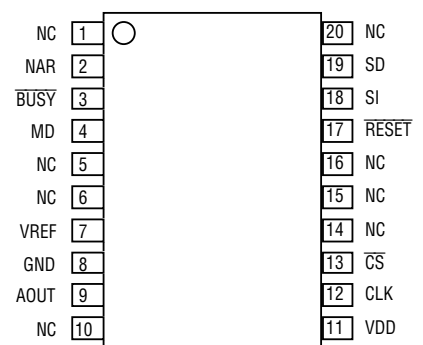 NC 1 20 NC
NAR 2 19 SD
BUSY 3 18 SI
MD 4 17 RESET
NC 5 16 NC
NC 6 15 NC
VREF 7 14 NC
GND 8 13 CS
AOUT 9 12 CLK
NC 10 11 VDD